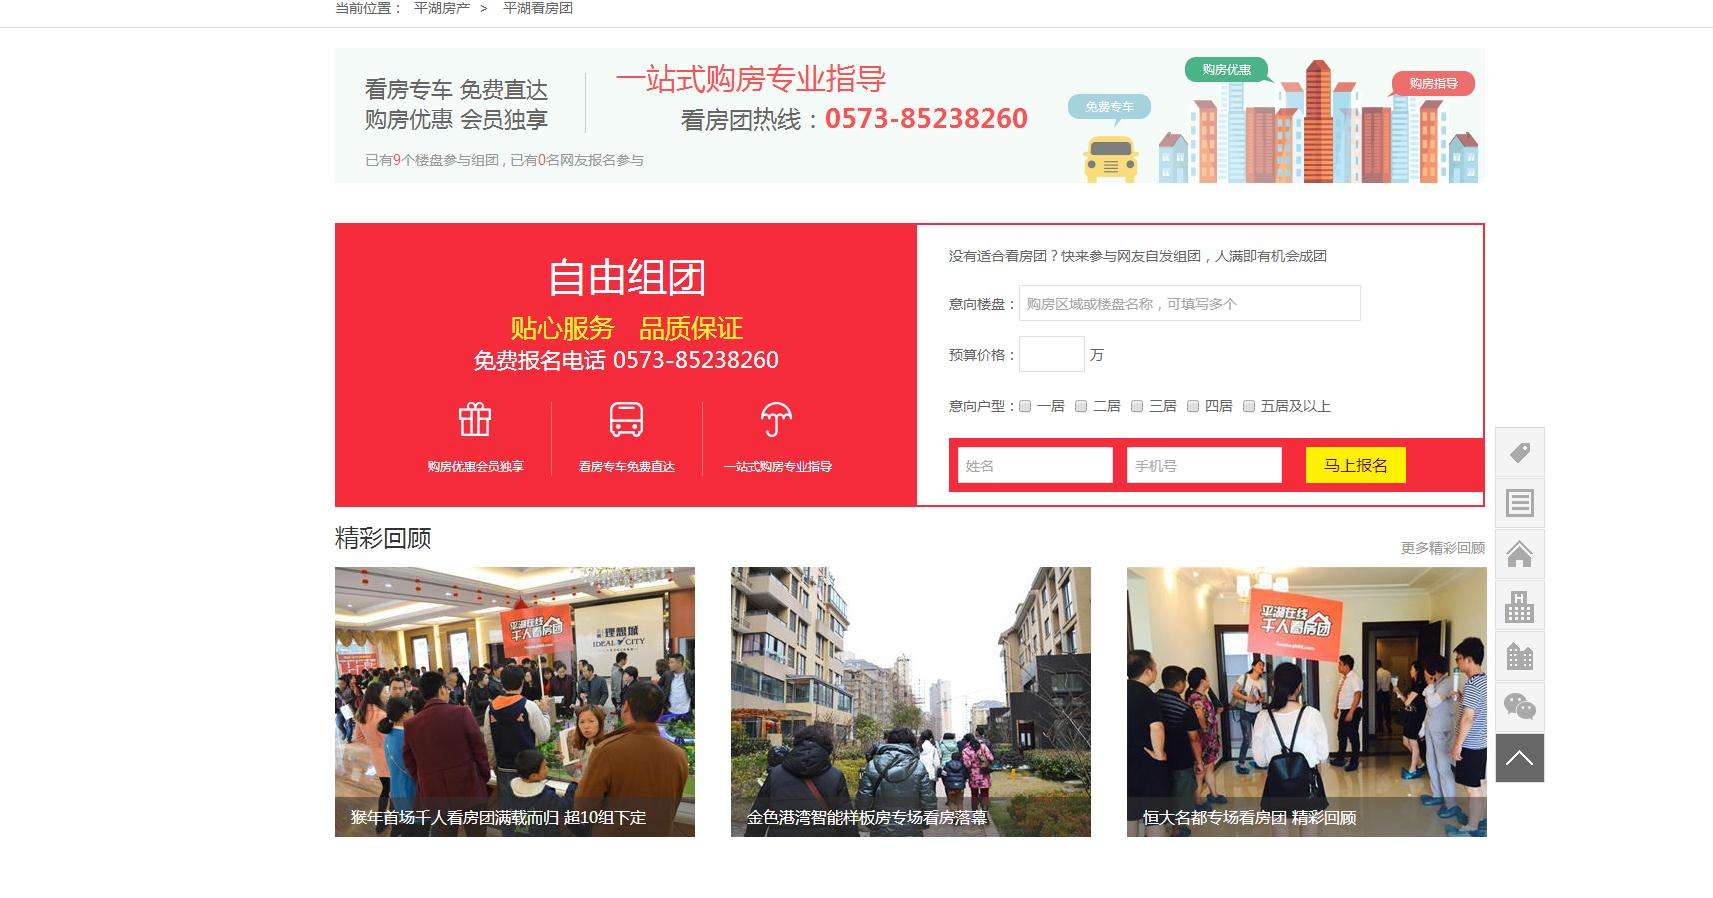 当前位置： 平湖房产 > 平湖看房团
看房专车 免费直达
购房优惠 会员独享
一站式购房专业指导
看房团热线：0573-85238260
已有9个楼盘参与组团，已有0名网友报名参与
免费专车
购房优惠
购房指导
自由组团
贴心服务 品质保证
免费报名电话 0573-85238260
购房优惠会员独享
看房专车免费直达
一站式购房专业指导
没有适合看房团？快来参与网友自发组团，人满即有机会成团
意向楼盘：购房区域或楼盘名称，可填写多个
预算价格： 万
意向户型： 一居 二居 三居 四居 五居及以上
姓名 手机号 马上报名
精彩回顾
更多精彩回顾
平湖在线
千人看房团
理想城
IDEAL CITY
猴年首场千人看房团满载而归 超10组下定
金色港湾智能样板房专场看房落幕
平湖在线
千人看房团
恒大名都专场看房团 精彩回顾
H